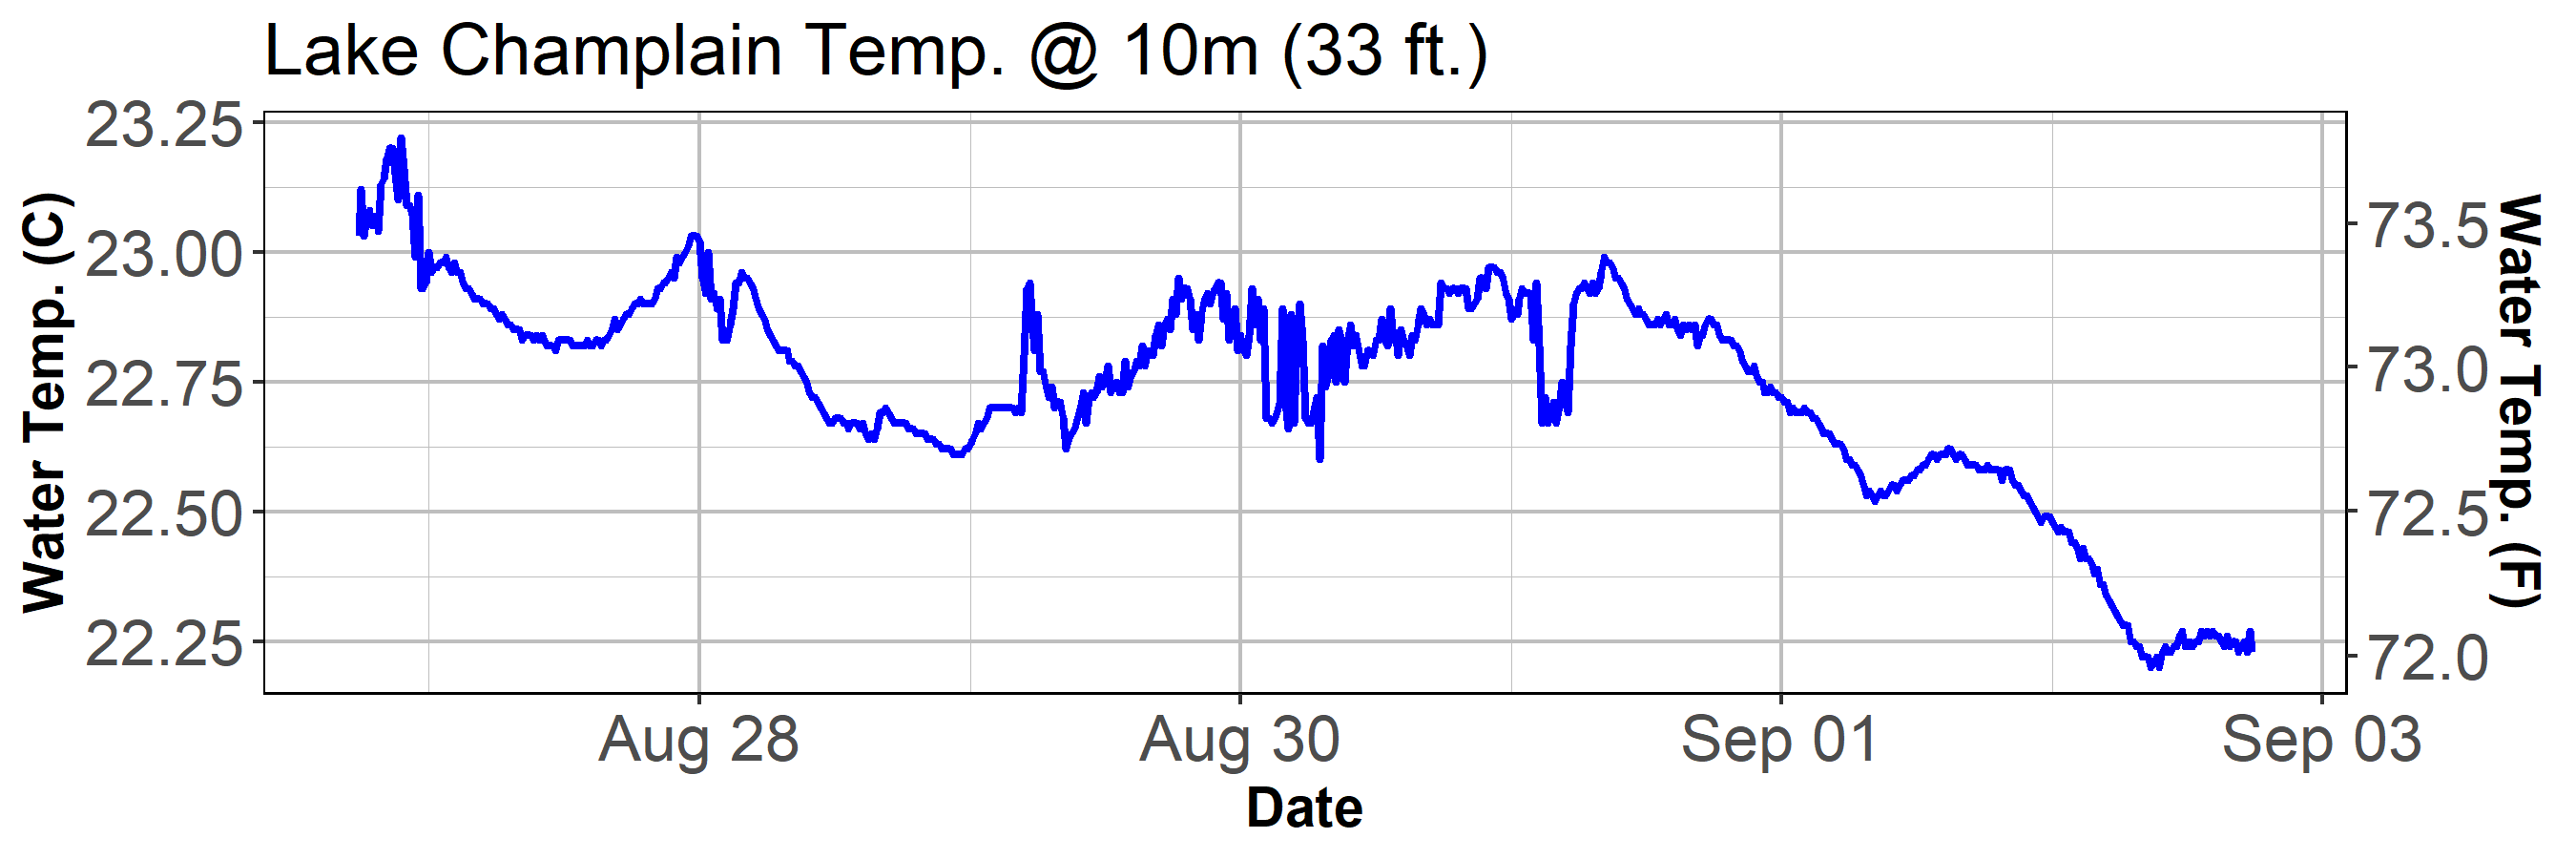 Lake Champlain Temp. @ 10m (33 ft.)
Water Temp. (C)
23.25
23.00
22.75
22.50
22.25
73.5
73.0
72.5
72.0
Water Temp. (F)
Aug 28
Aug 30
Sep 01
Sep 03
Date